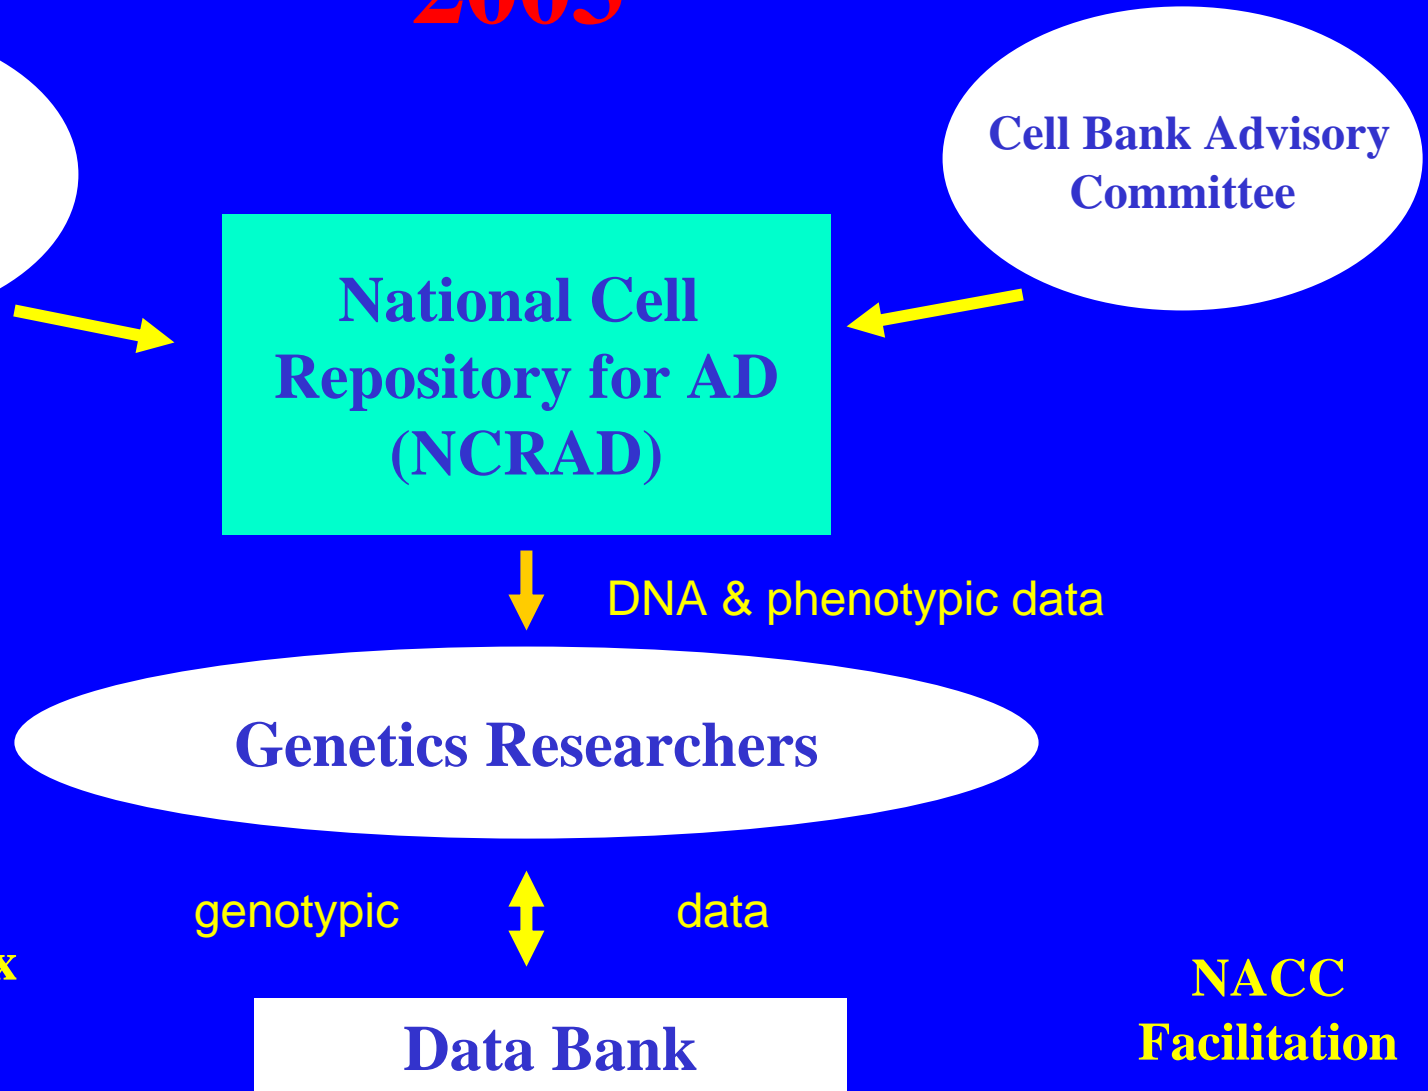 Cell Bank Advisory
Committee
National Cell
Repository for AD
(NCRAD)
DNA & phenotypic data
Genetics Researchers
genotypic data
x
NACC
Facilitation
Data Bank